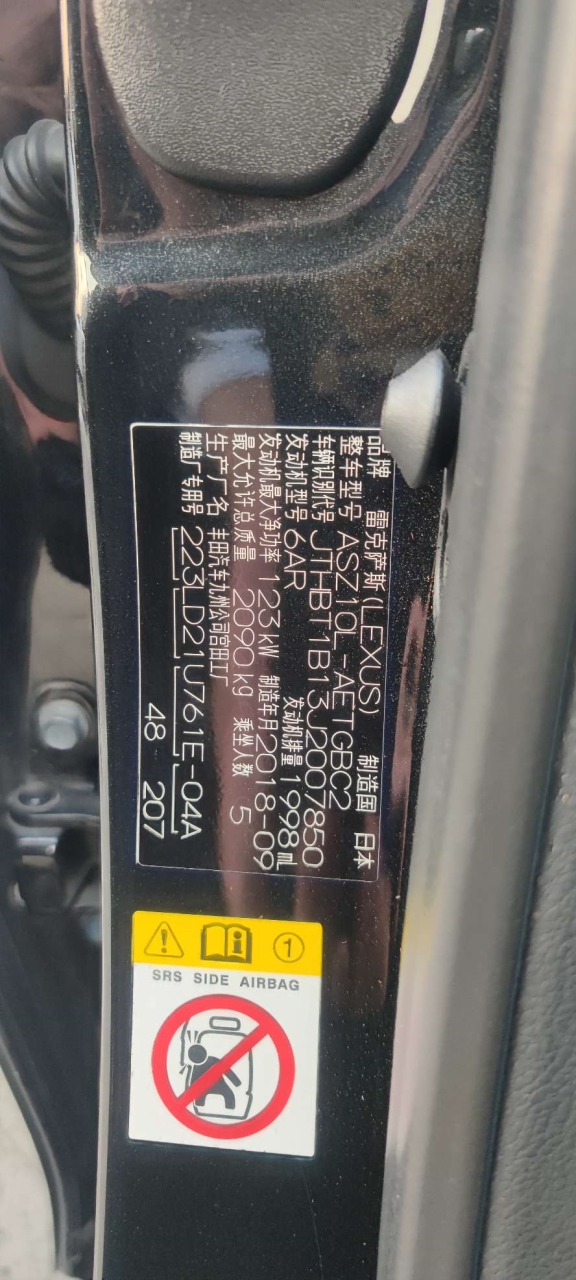 品牌 雷克萨斯(LEXUS) 制造国 日本
整车型号 ASZ10L-AETGBC2
车辆识别代号 JTHBT1B13J2007850
发动机型号 6AR 发动机排量 1998mL
发动机最大净功率 123kW 制造年月 2018-09
最大允许总质量 2090kg 乘坐人数 5
生产厂名 丰田汽车九州公司宫田工厂
制造厂专用号 223LD21U761E-04A
48 207
1
SRS SIDE AIRBAG